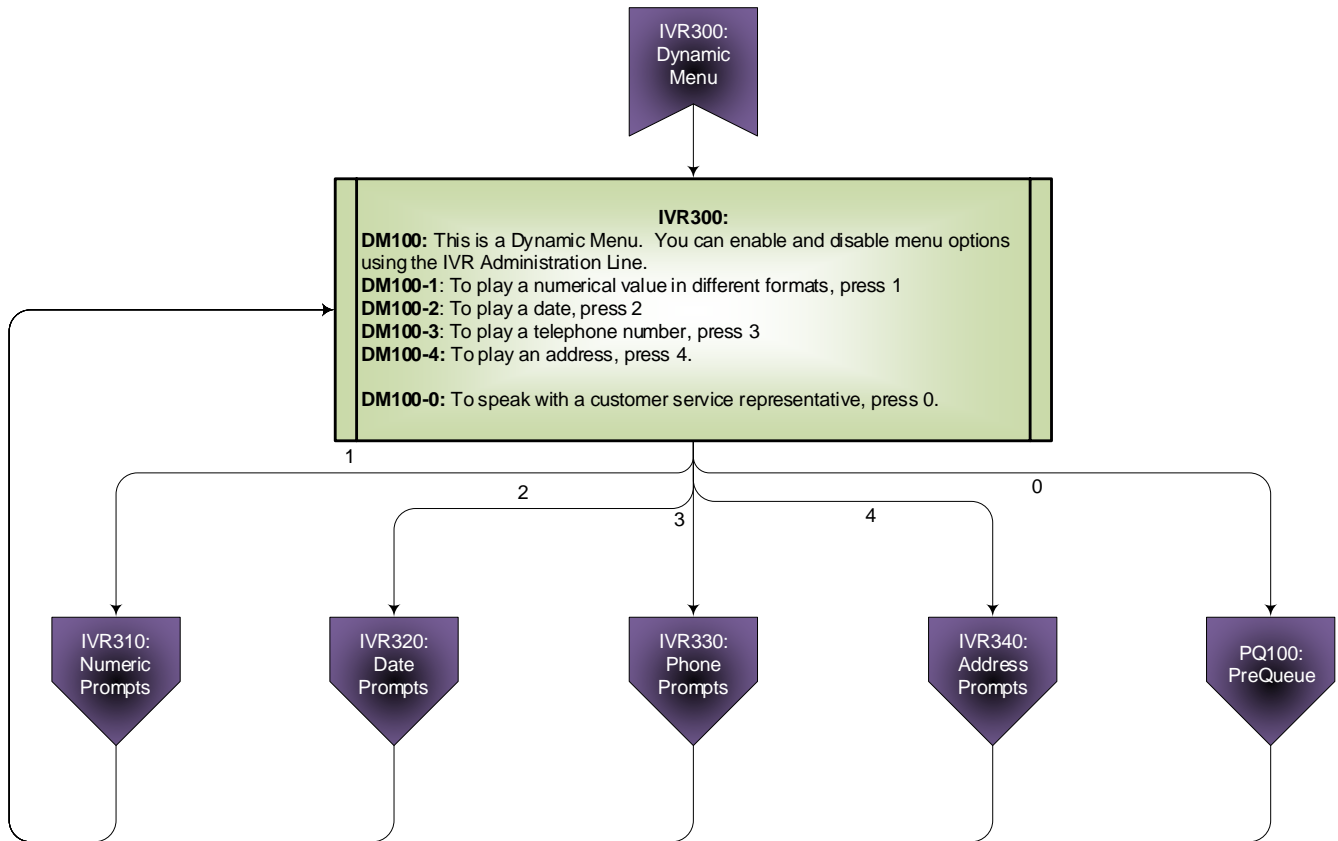 IVR300:
Dynamic
Menu
IVR300:
DM100: This is a Dynamic Menu. You can enable and disable menu options
using the IVR Administration Line.
DM100-1: To play a numerical value in different formats, press 1
DM100-2: To play a date, press 2
DM100-3: To play a telephone number, press 3
DM100-4: To play an address, press 4.
DM100-0: To speak with a customer service representative, press 0.
1
2
3
4
0
IVR310:
Numeric
Prompts
IVR320:
Date
Prompts
IVR330:
Phone
Prompts
IVR340:
Address
Prompts
PQ100:
PreQueue